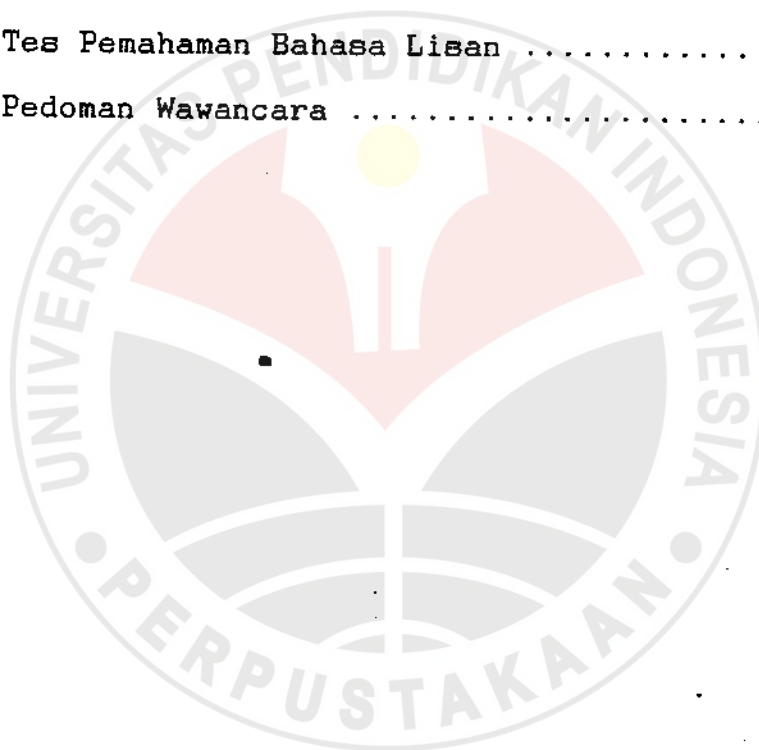 Tes Pemahaman Bahasa Lisan ............
Pedoman Wawancara ......................
UNIVERSITAS PENDIDIKAN INDONESIA
PERPUSTAKAAN